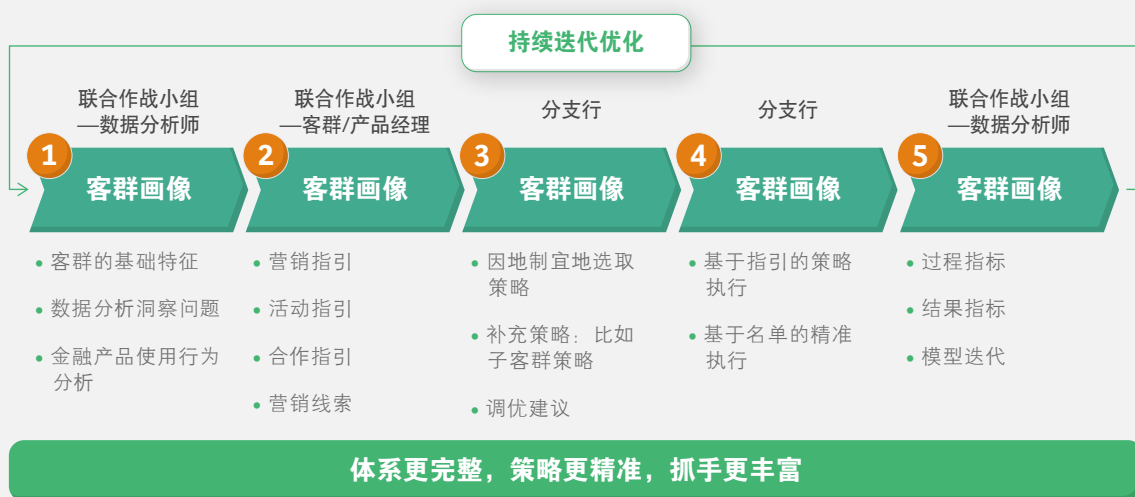 持续迭代优化
联合作战小组
—数据分析师
1
客群画像
• 客群的基础特征
• 数据分析洞察问题
• 金融产品使用行为
分析
联合作战小组
—客群/产品经理
2
客群画像
• 营销指引
• 活动指引
• 合作指引
• 营销线索
分支行
3
客群画像
• 因地制宜地选取
策略
• 补充策略：比如
子客群策略
• 调优建议
分支行
4
客群画像
• 基于指引的策略
执行
• 基于名单的精准
执行
联合作战小组
—数据分析师
5
客群画像
• 过程指标
• 结果指标
• 模型迭代
体系更完整，策略更精准，抓手更丰富